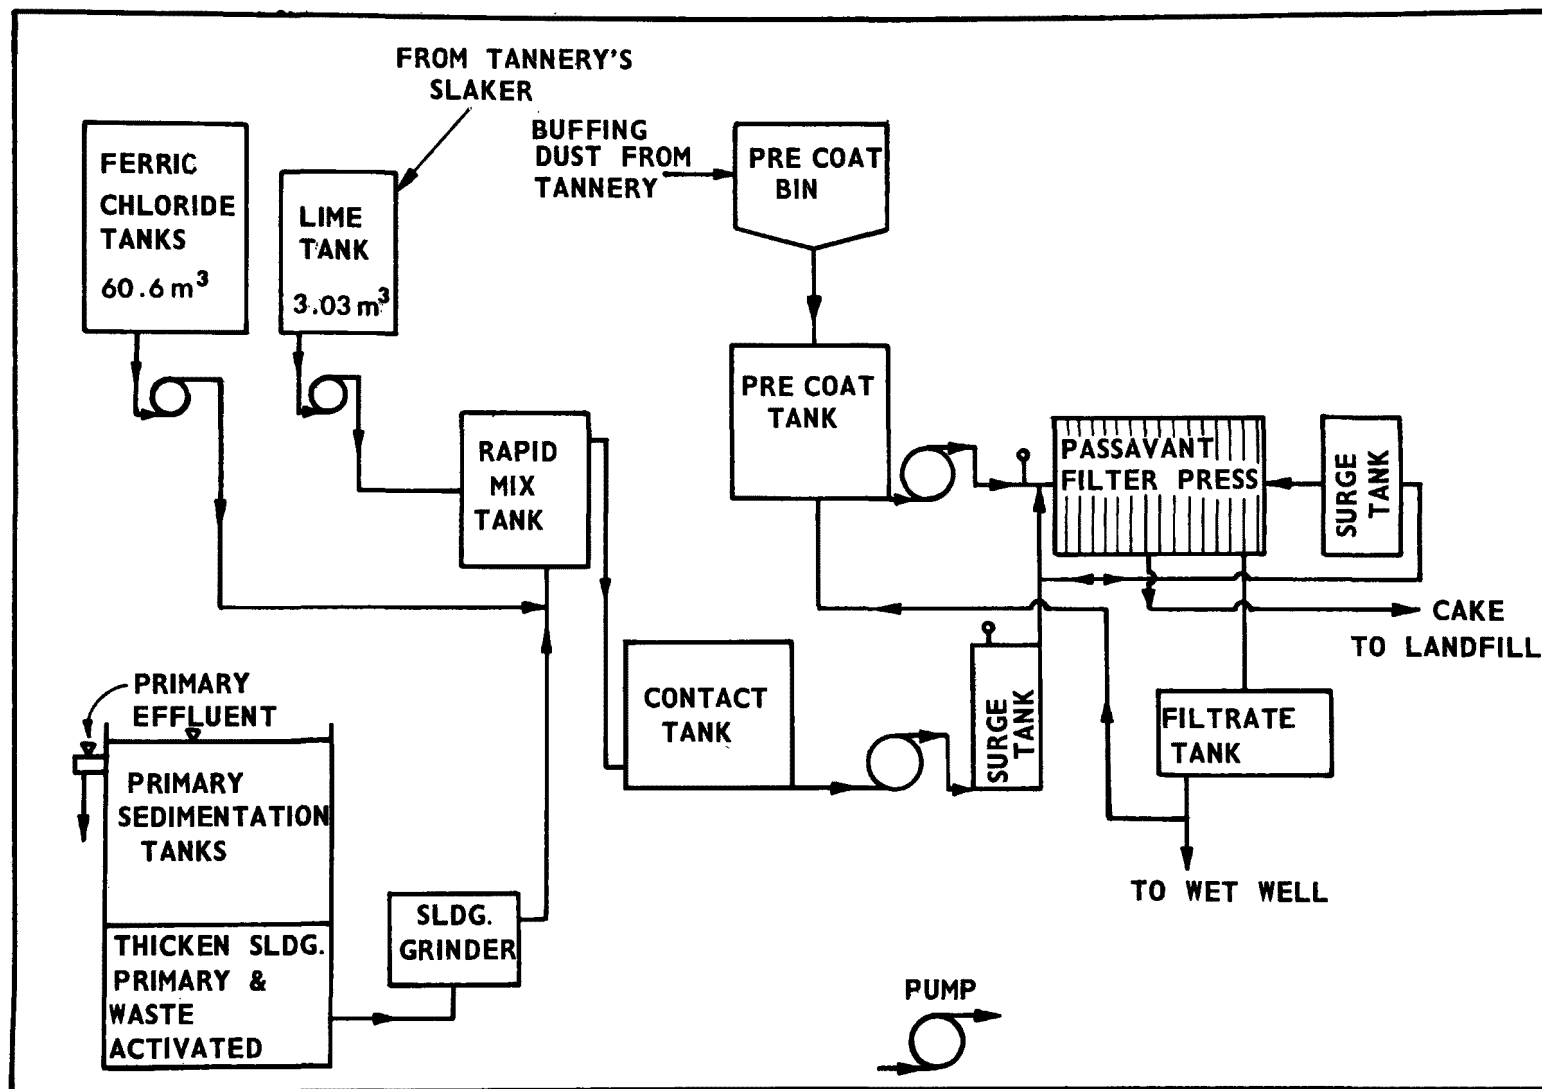 FROM TANNERY'S
SLAKER
FERRIC
CHLORIDE
TANKS
60.6 m³
LIME
TANK
3.03 m³
BUFFING
DUST FROM
TANNERY
PRE COAT
BIN
PRE COAT
TANK
RAPID
MIX
TANK
PASSAVANT
FILTER PRESS
SURGE
TANK
CAKE
TO LANDFILL
PRIMARY
EFFLUENT
PRIMARY
SEDIMENTATION
TANKS
CONTACT
TANK
SURGE
TANK
FILTRATE
TANK
TO WET WELL
THICKEN SLDG.
PRIMARY &
WASTE
ACTIVATED
SLDG.
GRINDER
PUMP